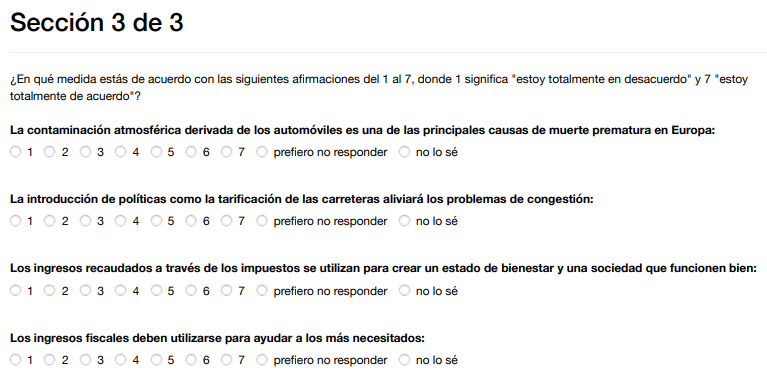 Sección 3 de 3
¿En qué medida estás de acuerdo con las siguientes afirmaciones del 1 al 7, donde 1 significa "estoy totalmente en desacuerdo" y 7 "estoy
totalmente de acuerdo"?
La contaminación atmosférica derivada de los automóviles es una de las principales causas de muerte prematura en Europa:
1 2 3 4 5 6 7 prefiero no responder no lo sé
La introducción de políticas como la tarificación de las carreteras aliviará los problemas de congestión:
1 2 3 4 5 6 7 prefiero no responder no lo sé
Los ingresos recaudados a través de los impuestos se utilizan para crear un estado de bienestar y una sociedad que funcionen bien:
1 2 3 4 5 6 7 prefiero no responder no lo sé
Los ingresos fiscales deben utilizarse para ayudar a los más necesitados:
1 2 3 4 5 6 7 prefiero no responder no lo sé